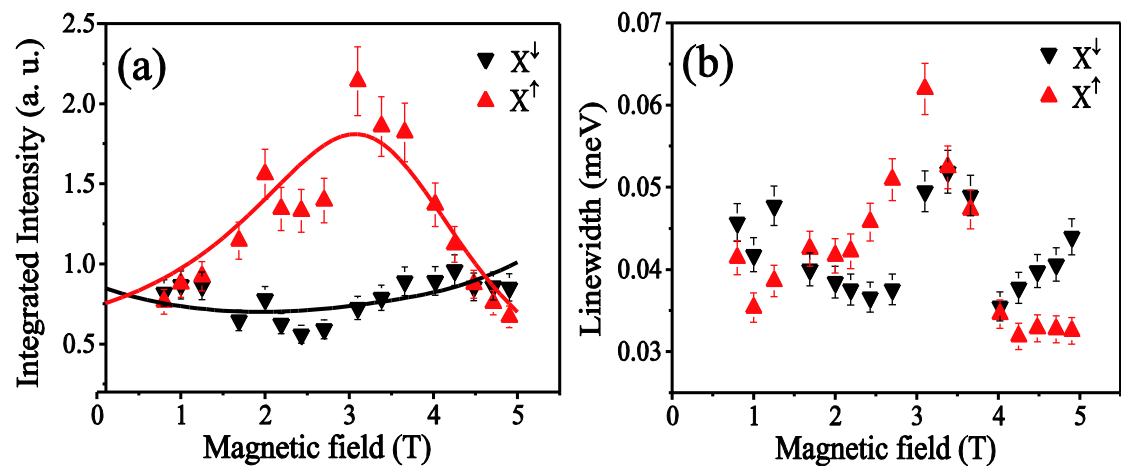 Integrated Intensity (a. u.)
2.5
2.0
1.5
1.0
0.5
(a)
X↓
X↑
0 1 2 3 4 5
Magnetic field (T)
Linewidth (meV)
0.07
0.06
0.05
0.04
0.03
(b)
X↓
X↑
0 1 2 3 4 5
Magnetic field (T)